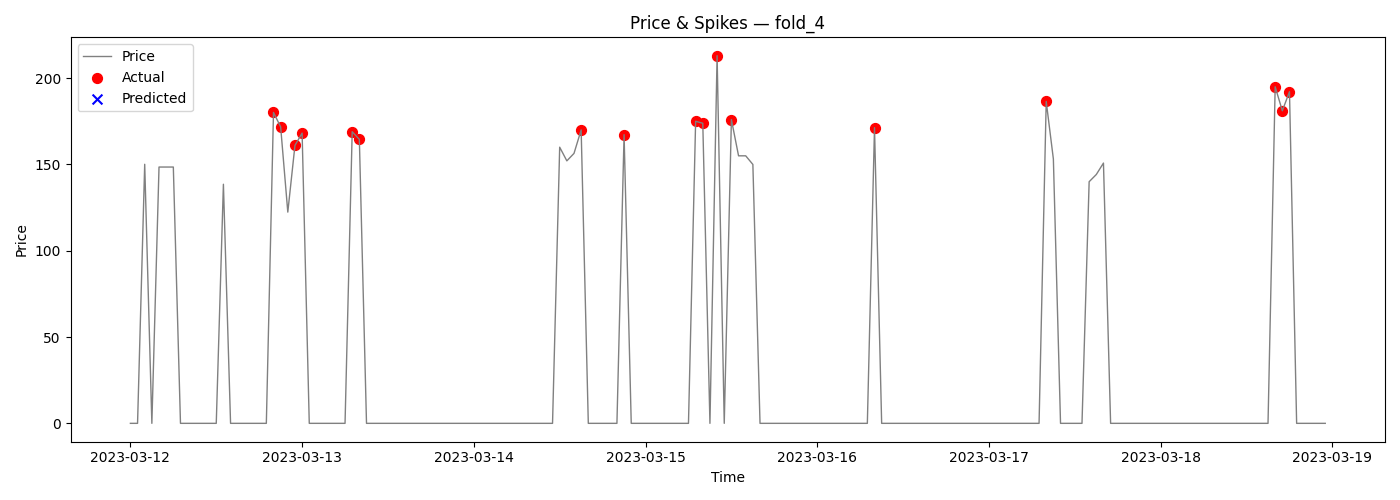 Price & Spikes — fold_4
Price
Actual
Predicted
200
150
100
50
0
Price
2023-03-12
2023-03-13
2023-03-14
2023-03-15
2023-03-16
2023-03-17
2023-03-18
2023-03-19
Time